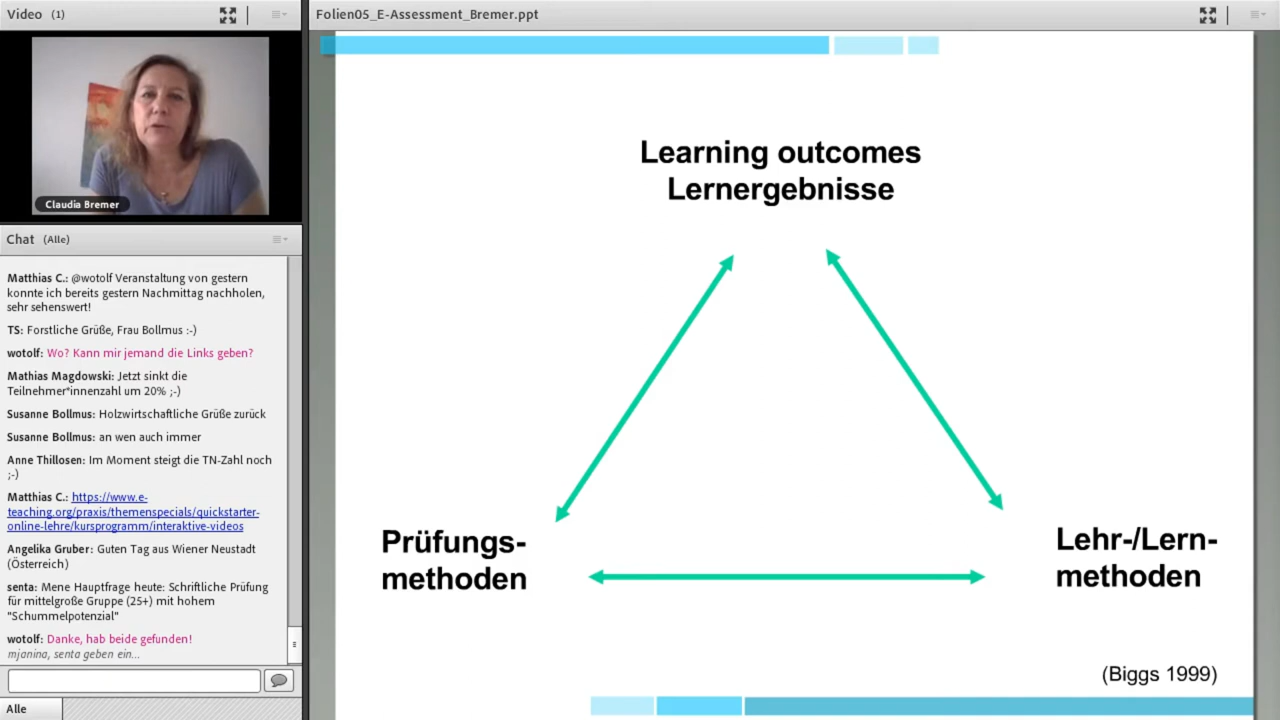 Video (1)
Claudia Bremer
Chat (Alle)
Matthias C.: @wotolf Veranstaltung von gestern
konnte ich bereits gestern Nachmittag nachholen,
sehr sehenswert!
TS: Forstliche Grüße, Frau Bollmus :-)
wotolf: Wo? Kann mir jemand die Links geben?
Mathias Magdowski: Jetzt sinkt die
Teilnehmer*innenzahl um 20% ;-)
Susanne Bollmus: Holzwirtschaftliche Grüße zurück
Susanne Bollmus: an wen auch immer
Anne Thillosen: Im Moment steigt die TN-Zahl noch
;-)
Matthias C.: https://www.e-
teaching.org/praxis/themenspecials/quickstarter-
online-lehre/kursprogramm/interaktive-videos
Angelika Gruber: Guten Tag aus Wiener Neustadt
(Österreich)
senta: Mene Hauptfrage heute: Schriftliche Prüfung
für mittelgroße Gruppe (25+) mit hohem
"Schummelpotenzial"
wotolf: Danke, hab beide gefunden!
mjanina, senta geben ein...
Alle
Folien05_E-Assessment_Bremer.ppt
Learning outcomes
Lernergebnisse
Prüfungs-
methoden
Lehr-/Lern-
methoden
(Biggs 1999)